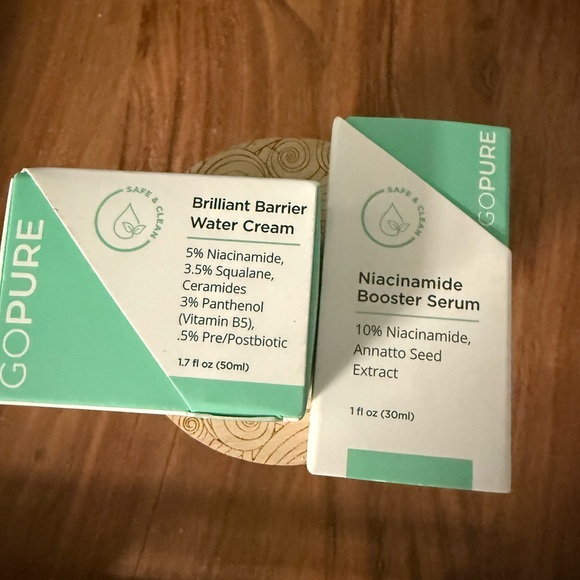 GOPURE
SAFE & CLEAN
Brilliant Barrier
Water Cream
5% Niacinamide,
3.5% Squalane,
Ceramides
3% Panthenol
(Vitamin B5),
.5% Pre/Postbiotic
1.7 fl oz (50ml)
GOPURE
SAFE & CLEAN
Niacinamide
Booster Serum
10% Niacinamide,
Annatto Seed
Extract
1 fl oz (30ml)